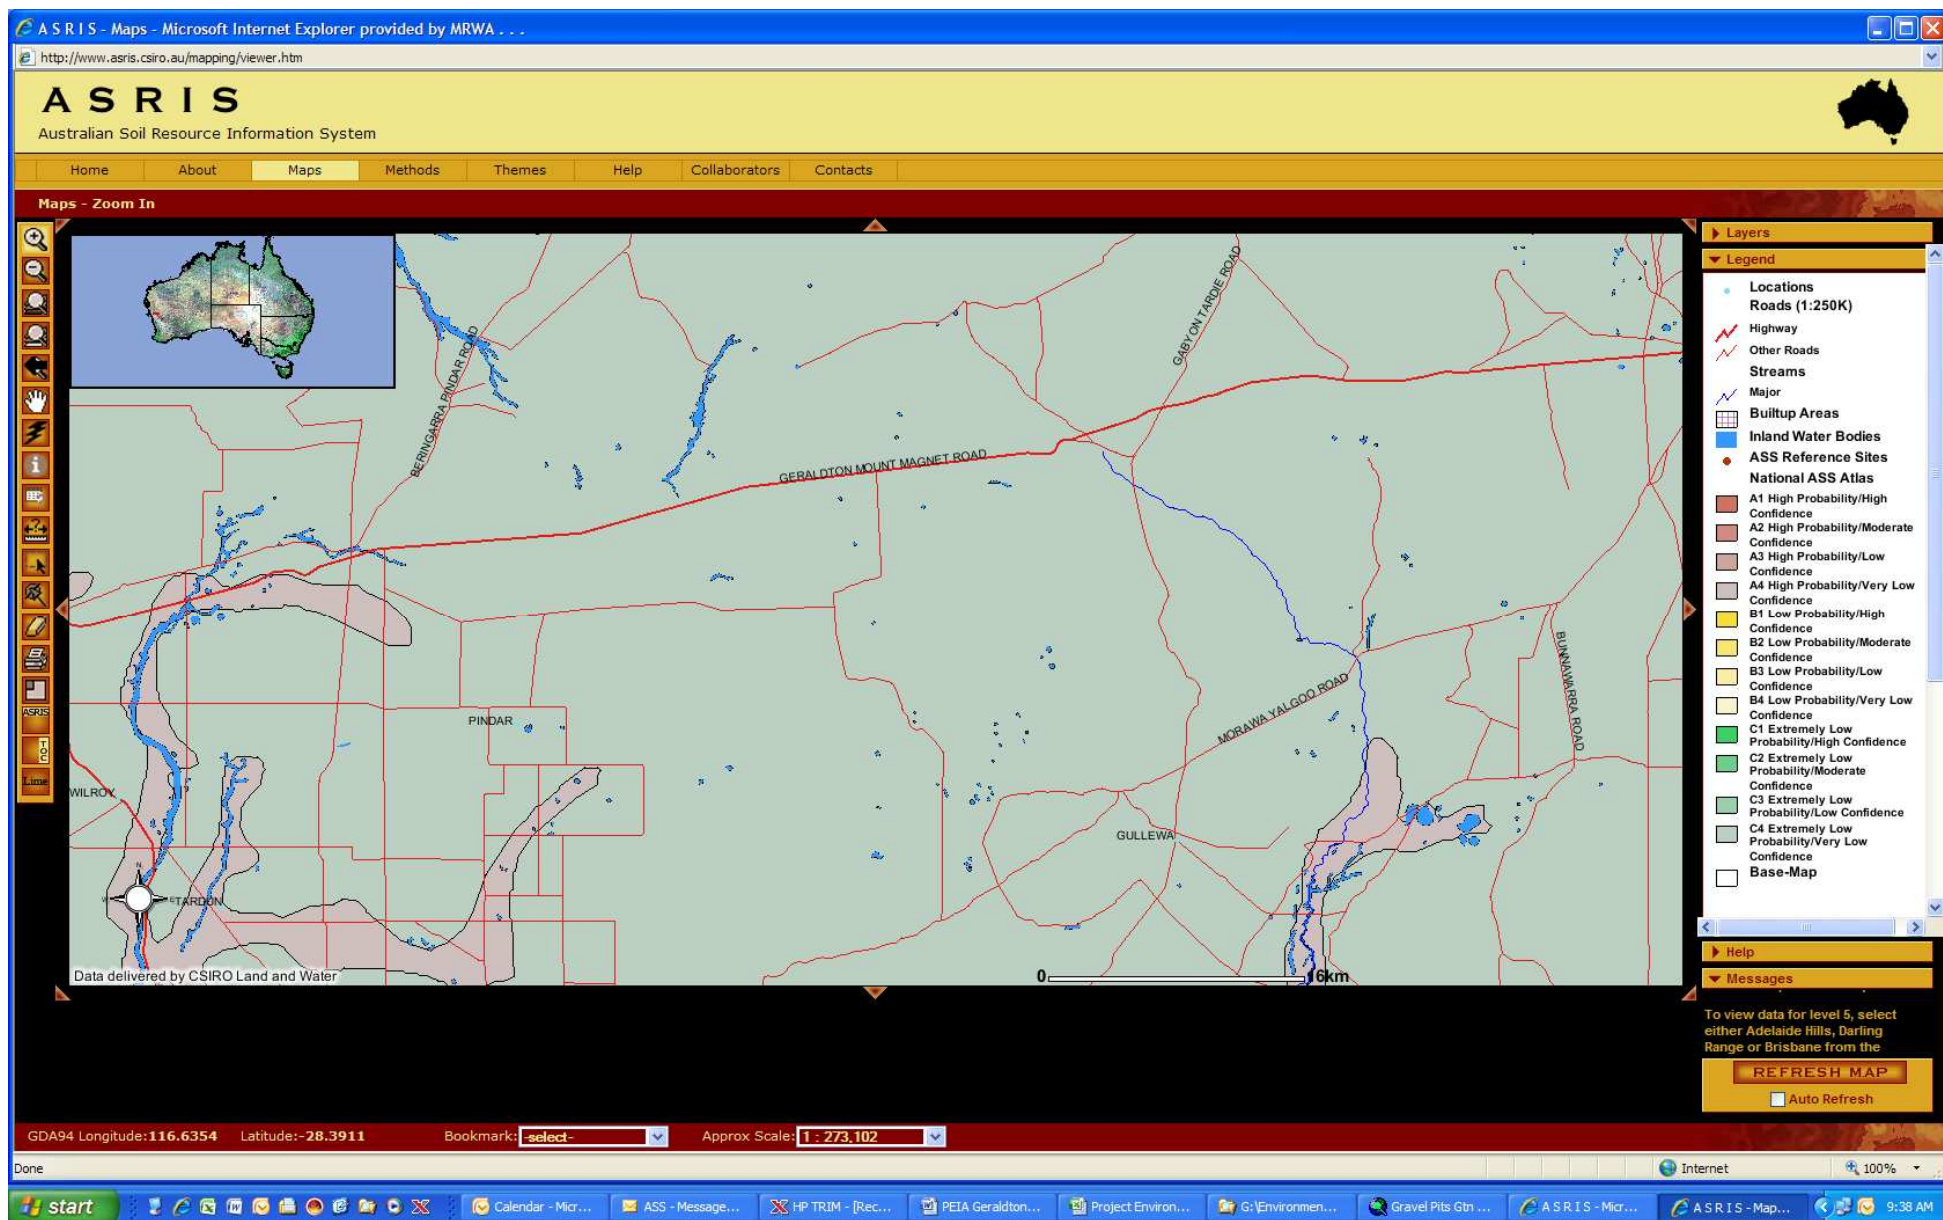 A S R I S - Maps - Microsoft Internet Explorer provided by MRWA . . .
http://www.asris.csiro.au/mapping/viewer.htm
A S R I S
Australian Soil Resource Information System
Home About Maps Methods Themes Help Collaborators Contacts
Maps - Zoom In
BERINGARRA PINDAR ROAD
GABYON TARDIE ROAD
GERALDTON MOUNT MAGNET ROAD
BUNNAWARRA ROAD
MORAWA YALGOO ROAD
PINDAR
WILROY
GULLEWA
N
W
E
TARDUN
Data delivered by CSIRO Land and Water
0 16km
ASRIS
TOC
Lime
Layers
Legend
Locations
Roads (1:250K)
Highway
Other Roads
Streams
Major
Builtup Areas
Inland Water Bodies
ASS Reference Sites
National ASS Atlas
A1 High Probability/High
Confidence
A2 High Probability/Moderate
Confidence
A3 High Probability/Low
Confidence
A4 High Probability/Very Low
Confidence
B1 Low Probability/High
Confidence
B2 Low Probability/Moderate
Confidence
B3 Low Probability/Low
Confidence
B4 Low Probability/Very Low
Confidence
C1 Extremely Low
Probability/High Confidence
C2 Extremely Low
Probability/Moderate
Confidence
C3 Extremely Low
Probability/Low Confidence
C4 Extremely Low
Probability/Very Low
Confidence
Base-Map
Help
Messages
To view data for level 5, select
either Adelaide Hills, Darling
Range or Brisbane from the
REFRESH MAP
Auto Refresh
GDA94 Longitude:116.6354 Latitude:-28.3911 Bookmark: -select- Approx Scale: 1 : 273,102
Done Internet 100%
start Calendar - Micr... ASS - Message... HP TRIM - [Rec... PEIA Geraldton... Project Environ... G:\Environmen... Gravel Pits Gtn ... A S R I S - Micr... A S R I S - Map... 9:38 AM